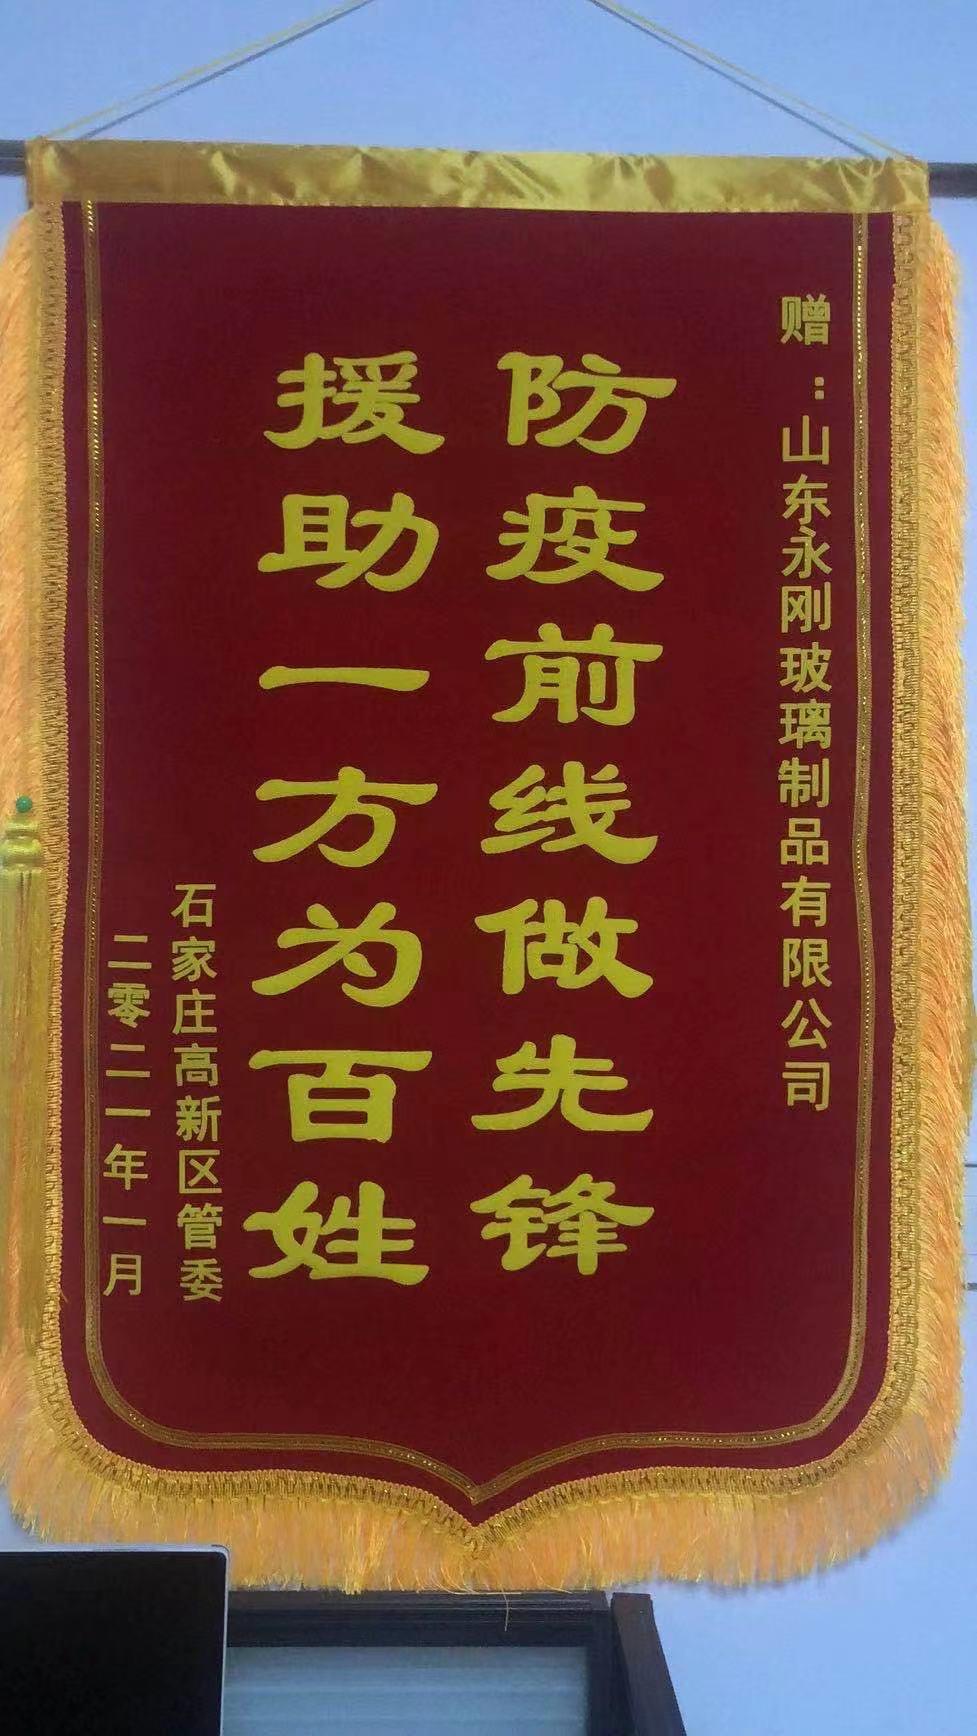 赠：山东永刚玻璃制品有限公司
防疫前线做先锋
援助一方为百姓
石家庄高新区管委
二零二一年一月